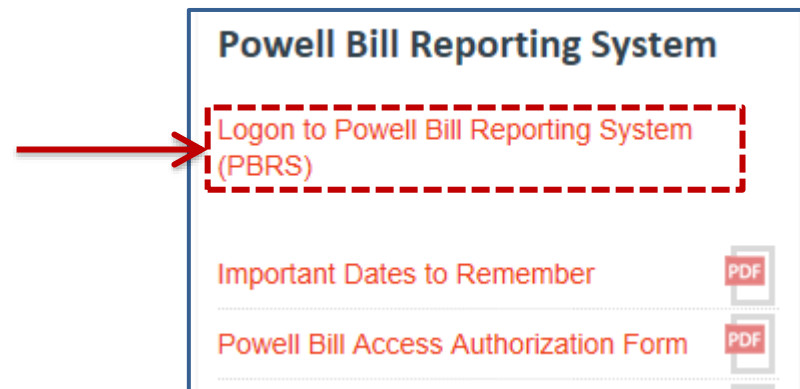 Powell Bill Reporting System
Logon to Powell Bill Reporting System
(PBRS)
Important Dates to Remember
PDF
Powell Bill Access Authorization Form
PDF